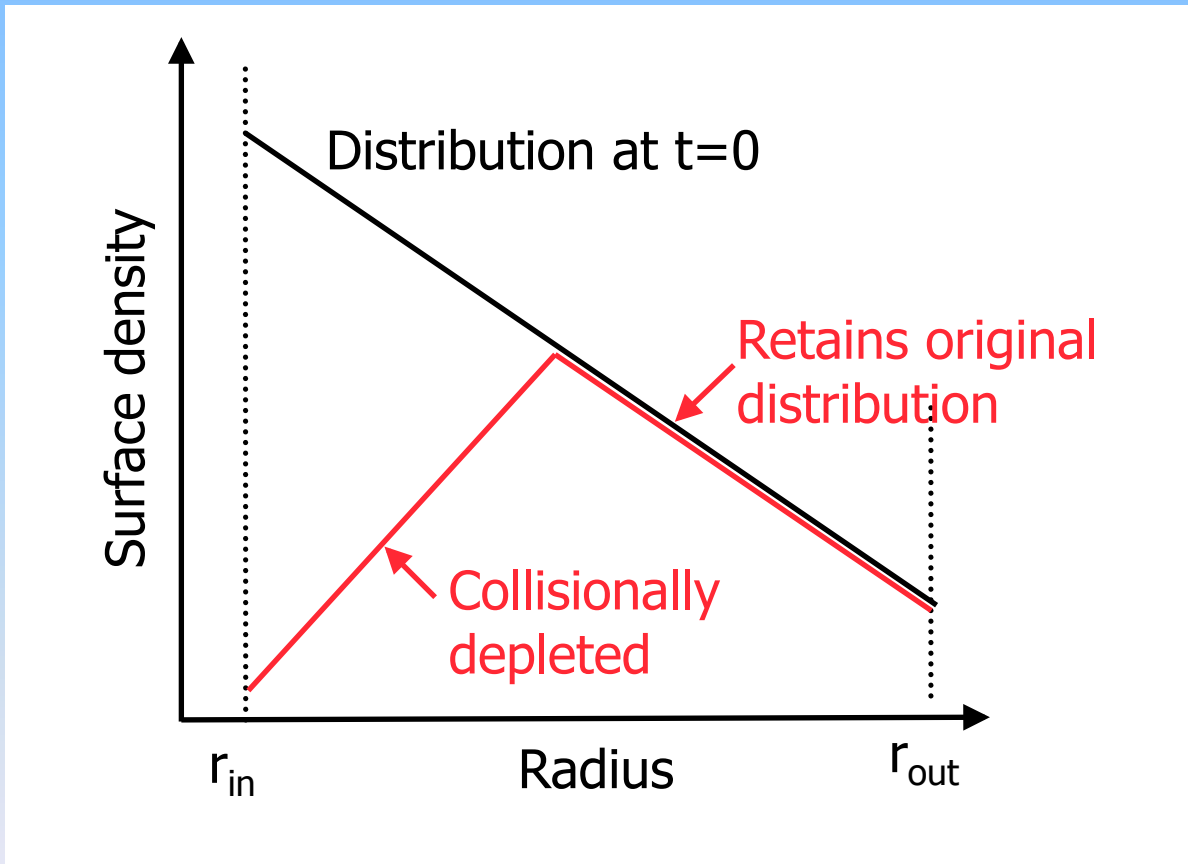 Distribution at t=0
Surface density
Retains original
distribution
Collisionally
depleted
r_in
Radius
r_out